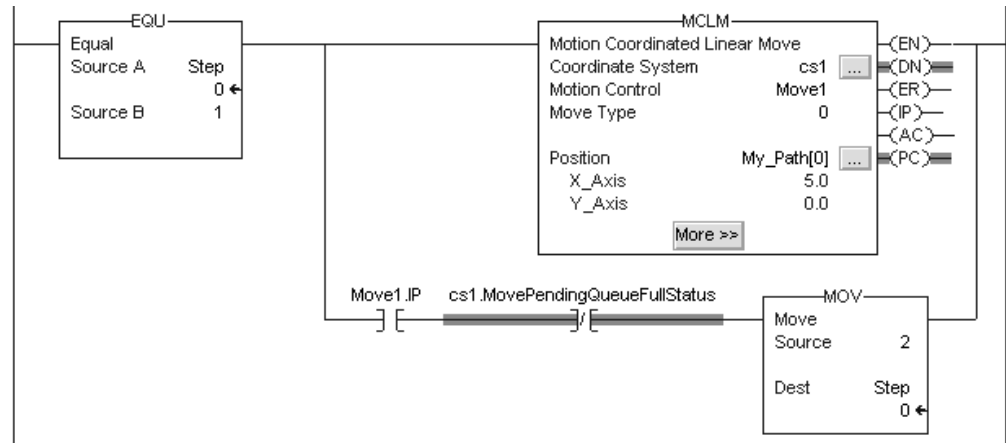 EQU
Equal
Source A Step
0
Source B 1
MCLM
Motion Coordinated Linear Move
Coordinate System cs1 ...
Motion Control Move1
Move Type 0
Position My_Path[0] ...
X_Axis 5.0
Y_Axis 0.0
More >>
(EN)
(DN)
(ER)
(IP)
(AC)
(PC)
Move1.IP cs1.MovePendingQueueFullStatus
MOV
Move
Source 2
Dest Step
0